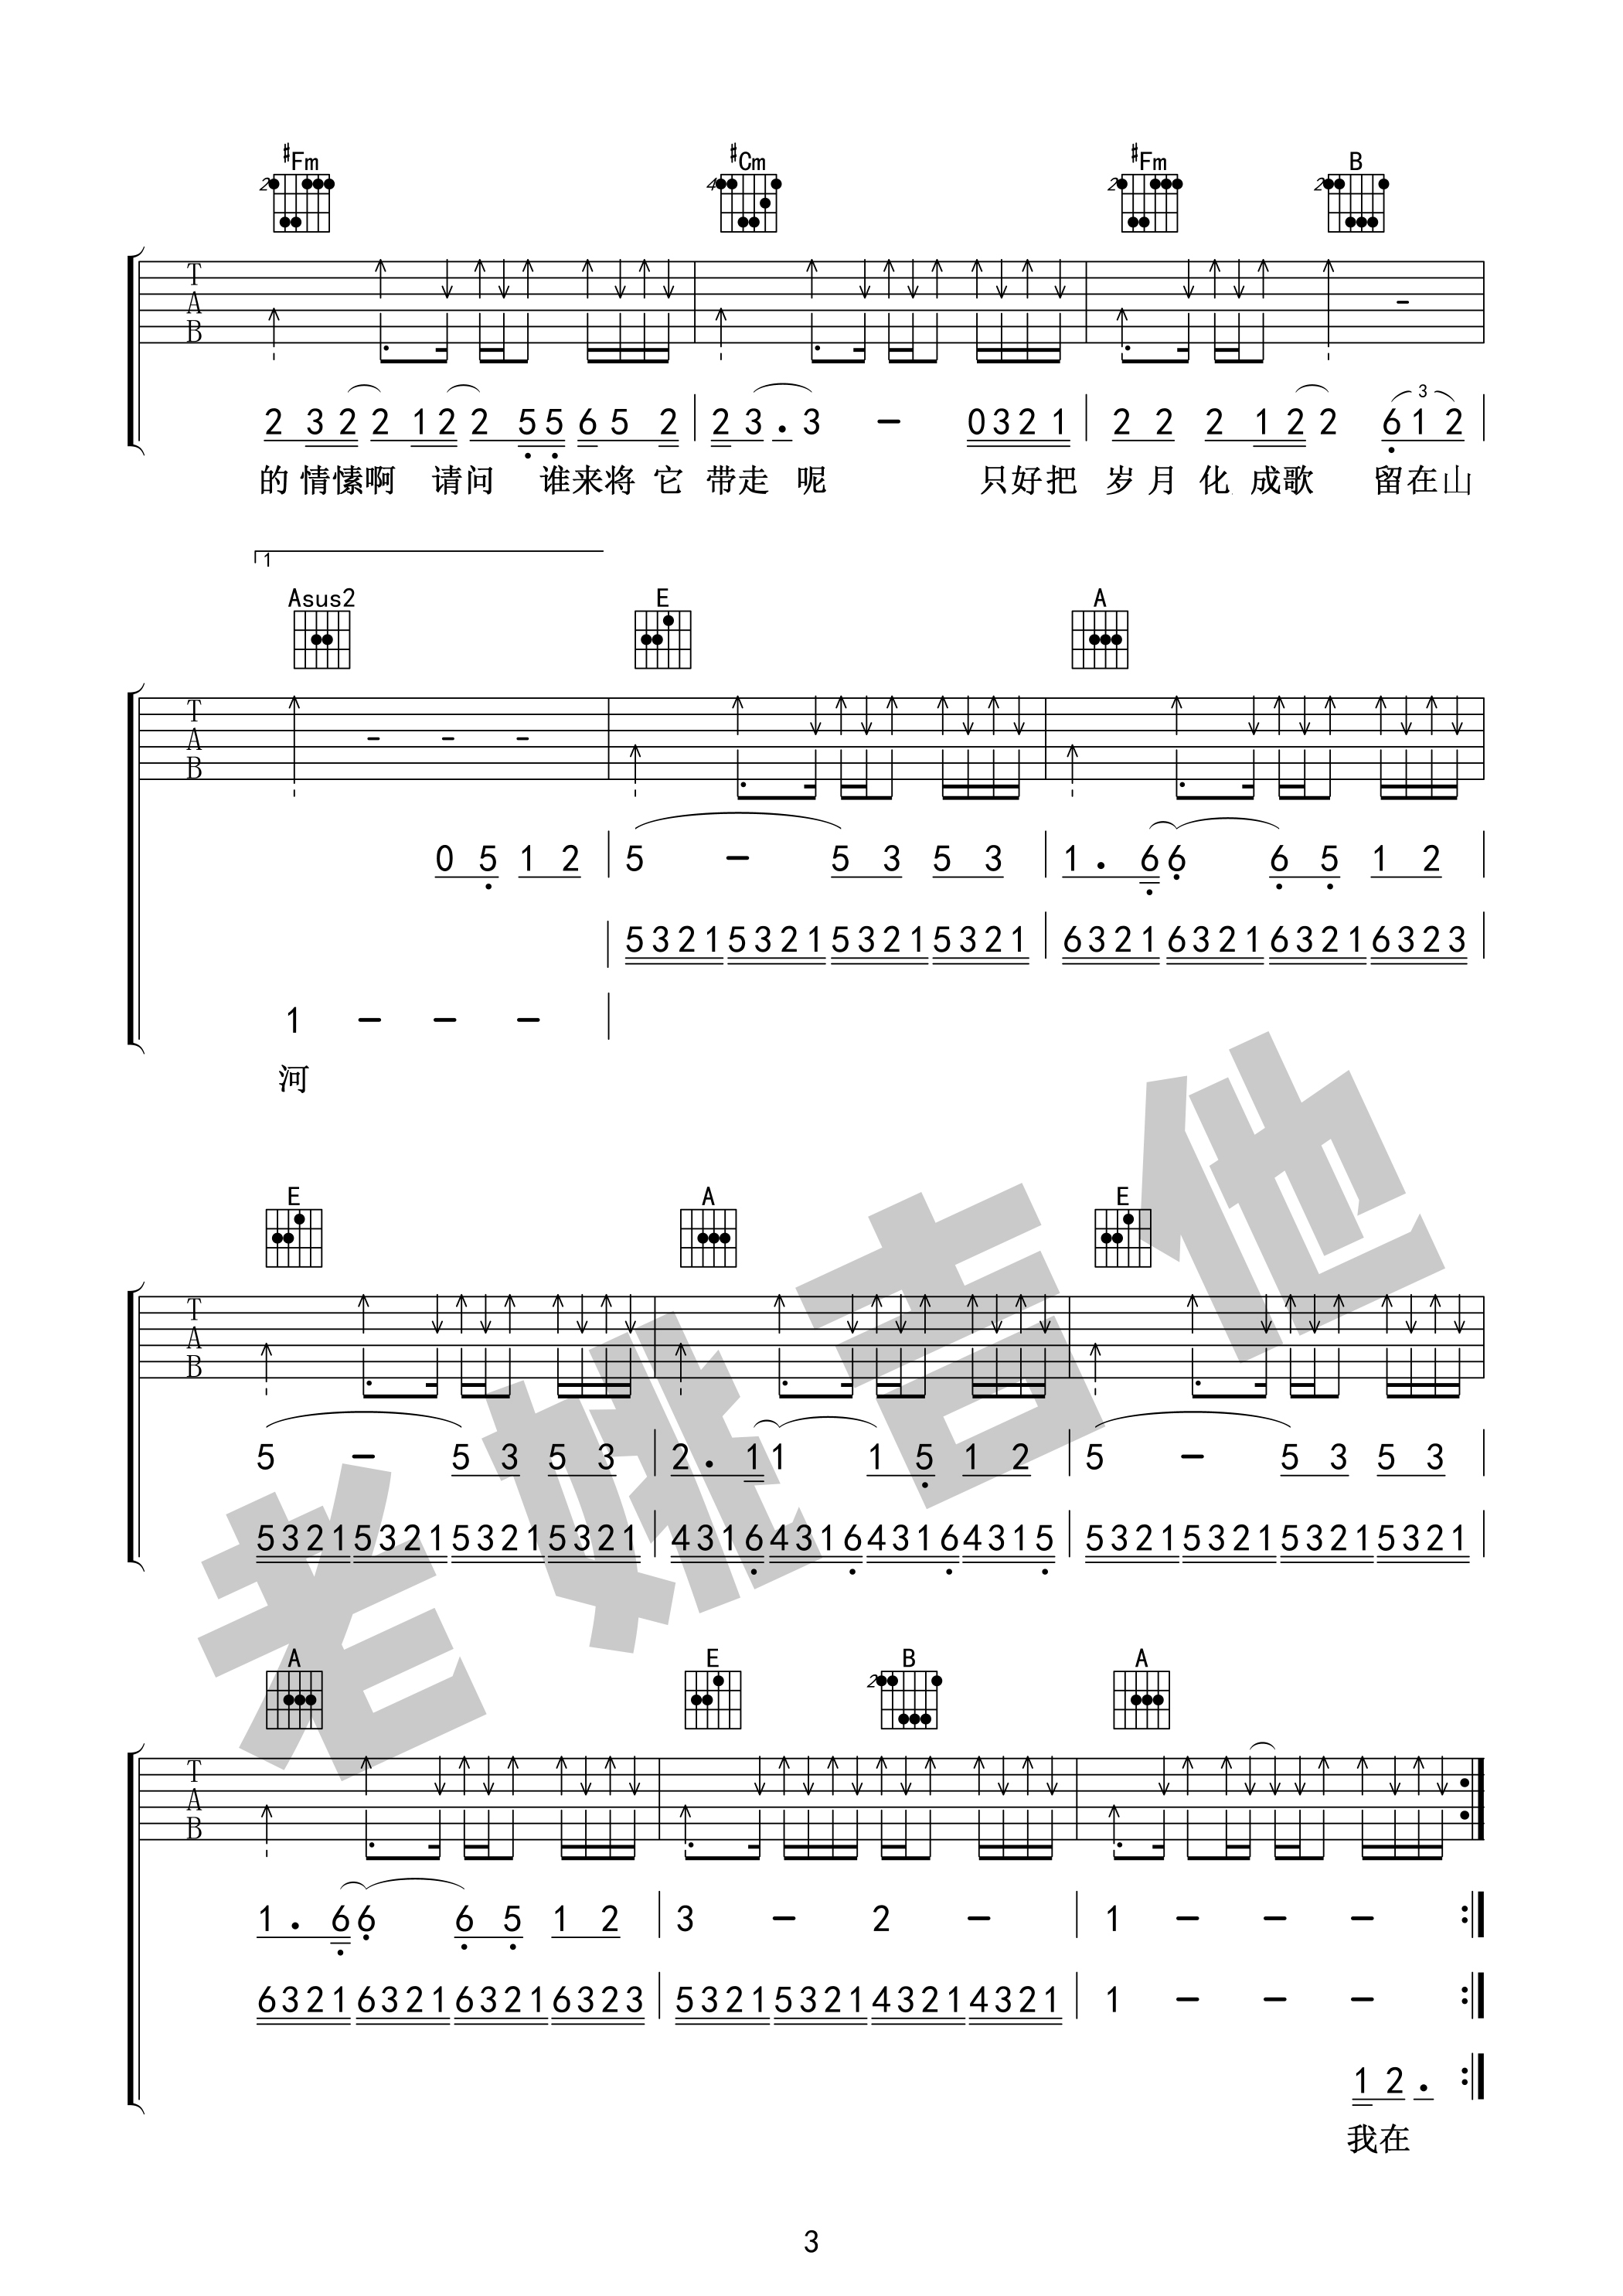 #Fm #Cm #Fm B
2 4 2 2
T
A
B
3
2 3 2 2 1 2 2 5 5 6 5 2 | 2 3 . 3 - 0 3 2 1 | 2 2 2 1 2 2 6 1 2 |
的 情愫啊 请问 谁来将 它 带走 呢 只好把 岁 月 化 成歌 留在山
1
Asus2 E A
T
A
B
0 5 1 2 | 5 - 5 3 5 3 | 1 . 6 6 6 5 1 2 |
| 5 3 2 1 5 3 2 1 5 3 2 1 5 3 2 1 | 6 3 2 1 6 3 2 1 6 3 2 1 6 3 2 3 |
1 - - - |
河
E A E
T
A
B
5 - 5 3 5 3 | 2 . 1 1 1 5 1 2 | 5 - 5 3 5 3 |
5 3 2 1 5 3 2 1 5 3 2 1 5 3 2 1 | 4 3 1 6 4 3 1 6 4 3 1 6 4 3 1 5 | 5 3 2 1 5 3 2 1 5 3 2 1 5 3 2 1 |
老姚吉他
A E B A
2
T
A
B
1 . 6 6 6 5 1 2 | 3 - 2 - | 1 - - - :|
6 3 2 1 6 3 2 1 6 3 2 1 6 3 2 3 | 5 3 2 1 5 3 2 1 4 3 2 1 4 3 2 1 | 1 - - - :|
1 2 . :|
我在
3